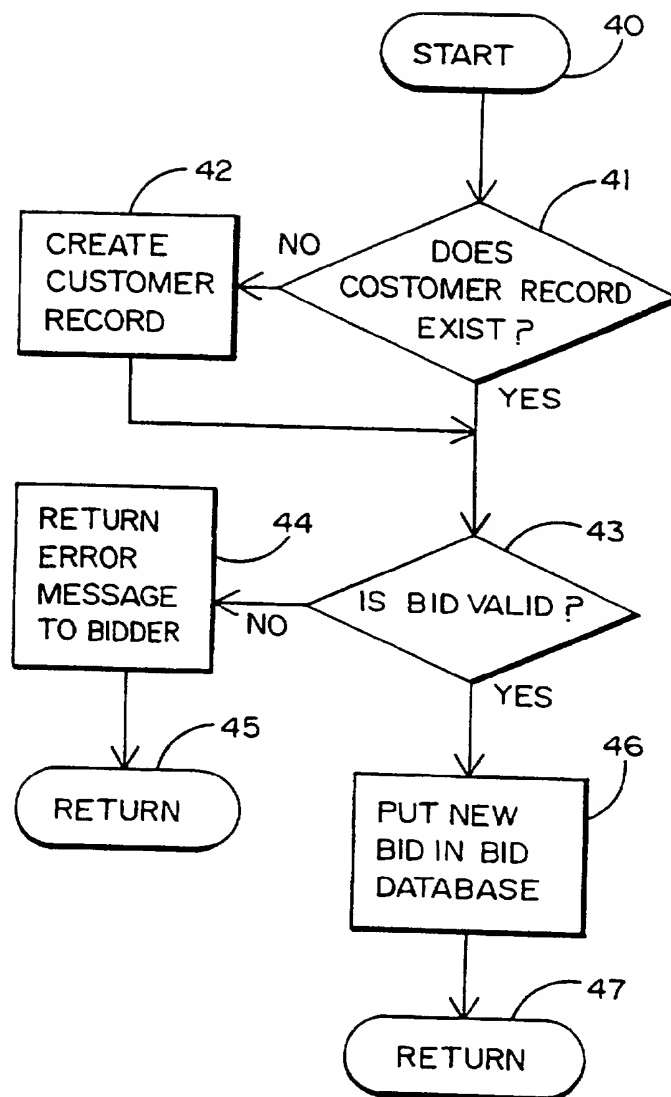 START
40
41
DOES
COSTOMER RECORD
EXIST?
NO
42
CREATE
CUSTOMER
RECORD
YES
43
IS BID VALID?
NO
44
RETURN
ERROR
MESSAGE
TO BIDDER
45
RETURN
YES
46
PUT NEW
BID IN BID
DATABASE
47
RETURN